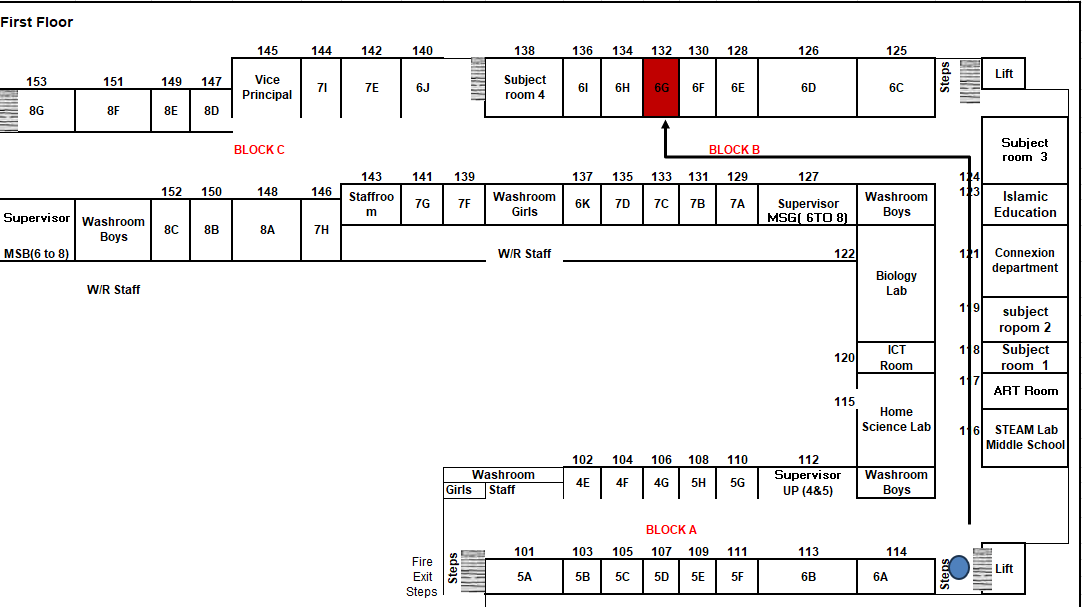 First Floor
145 144 142 140 138 136 134 132 130 128 126 125
153 151 149 147
Vice
Principal
7I 7E 6J
Subject
room 4
6I 6H 6G 6F 6E 6D 6C
Steps
Lift
8G 8F 8E 8D
BLOCK C
BLOCK B
Subject
room 3
124
143 141 139 137 135 133 131 129 127
123
152 150 148 146
Staffroo
m
7G 7F
Washroom
Girls
6K 7D 7C 7B 7A
Supervisor
MSG( 6TO 8)
Washroom
Boys
Islamic
Education
Supervisor
MSB(6 to 8)
Washroom
Boys
8C 8B 8A 7H
W/R Staff
122
121
Connexion
department
W/R Staff
Biology
Lab
119
subject
ropom 2
120
ICT
Room
118
Subject
room 1
117
ART Room
115
Home
Science Lab
116
STEAM Lab
Middle School
102 104 106 108 110 112
Washroom
Girls Staff
4E 4F 4G 5H 5G
Supervisor
UP (4&5)
Washroom
Boys
BLOCK A
101 103 105 107 109 111 113 114
Fire
Exit
Steps
Steps
5A 5B 5C 5D 5E 5F 6B 6A
Steps
Lift